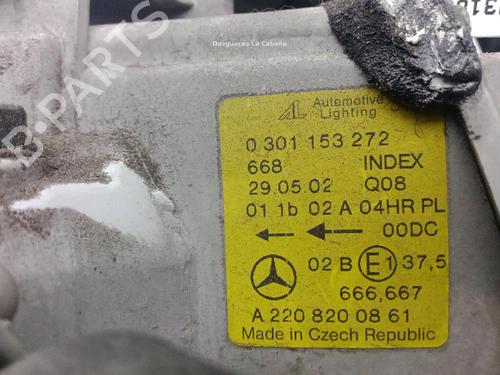 Desguaces La Cabaña
B-PARTS
AL Automotive Lighting
0 301 153 272
668 INDEX
29.05.02 Q08
01 1b 02 A 04HR PL
00DC
02 B E1 37,5
666,667
A 220 820 08 61
Made in Czech Republic